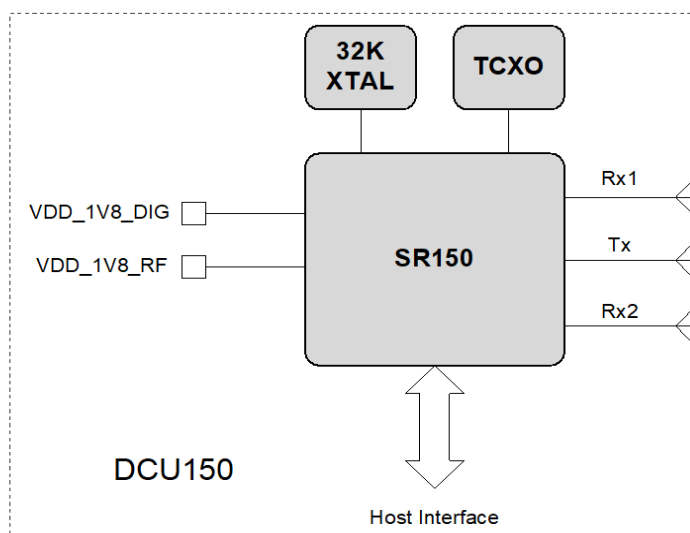 32K
XTAL
TCXO
VDD_1V8_DIG
Rx1
SR150
Tx
VDD_1V8_RF
Rx2
DCU150
Host Interface